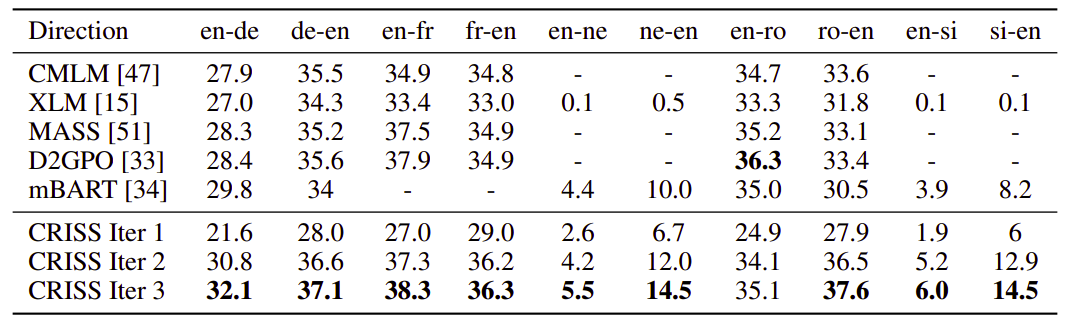 Direction en-de de-en en-fr fr-en en-ne ne-en en-ro ro-en en-si si-en
CMLM [47] 27.9 35.5 34.9 34.8 - - 34.7 33.6 - -
XLM [15] 27.0 34.3 33.4 33.0 0.1 0.5 33.3 31.8 0.1 0.1
MASS [51] 28.3 35.2 37.5 34.9 - - 35.2 33.1 - -
D2GPO [33] 28.4 35.6 37.9 34.9 - - 36.3 33.4 - -
mBART [34] 29.8 34 - - 4.4 10.0 35.0 30.5 3.9 8.2
CRISS Iter 1 21.6 28.0 27.0 29.0 2.6 6.7 24.9 27.9 1.9 6
CRISS Iter 2 30.8 36.6 37.3 36.2 4.2 12.0 34.1 36.5 5.2 12.9
CRISS Iter 3 32.1 37.1 38.3 36.3 5.5 14.5 35.1 37.6 6.0 14.5